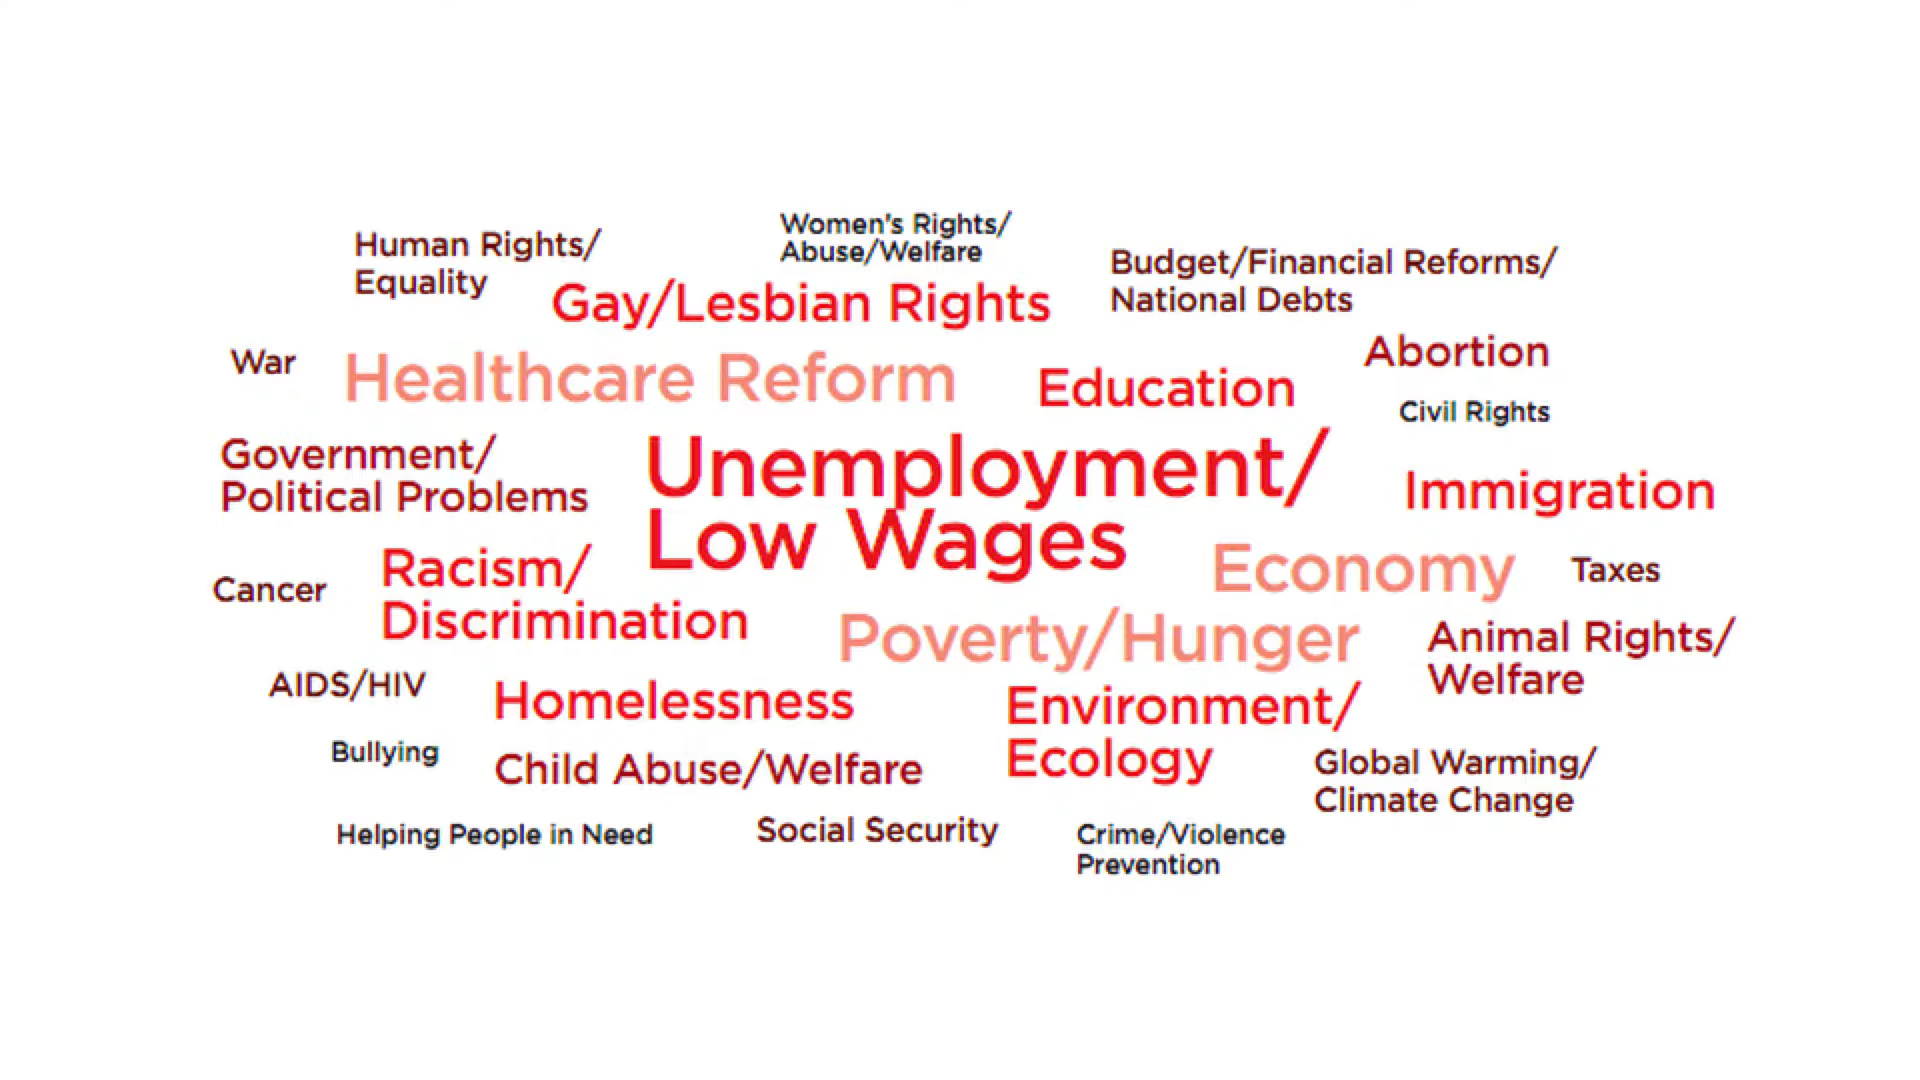 Women's Rights/
Abuse/Welfare
Human Rights/
Equality
Budget/Financial Reforms/
National Debts
Gay/Lesbian Rights
War
Healthcare Reform
Education
Abortion
Civil Rights
Government/
Political Problems
Unemployment/
Low Wages
Immigration
Cancer
Racism/
Discrimination
Economy
Taxes
Poverty/Hunger
Animal Rights/
Welfare
AIDS/HIV
Homelessness
Environment/
Ecology
Bullying
Child Abuse/Welfare
Global Warming/
Climate Change
Helping People in Need
Social Security
Crime/Violence
Prevention